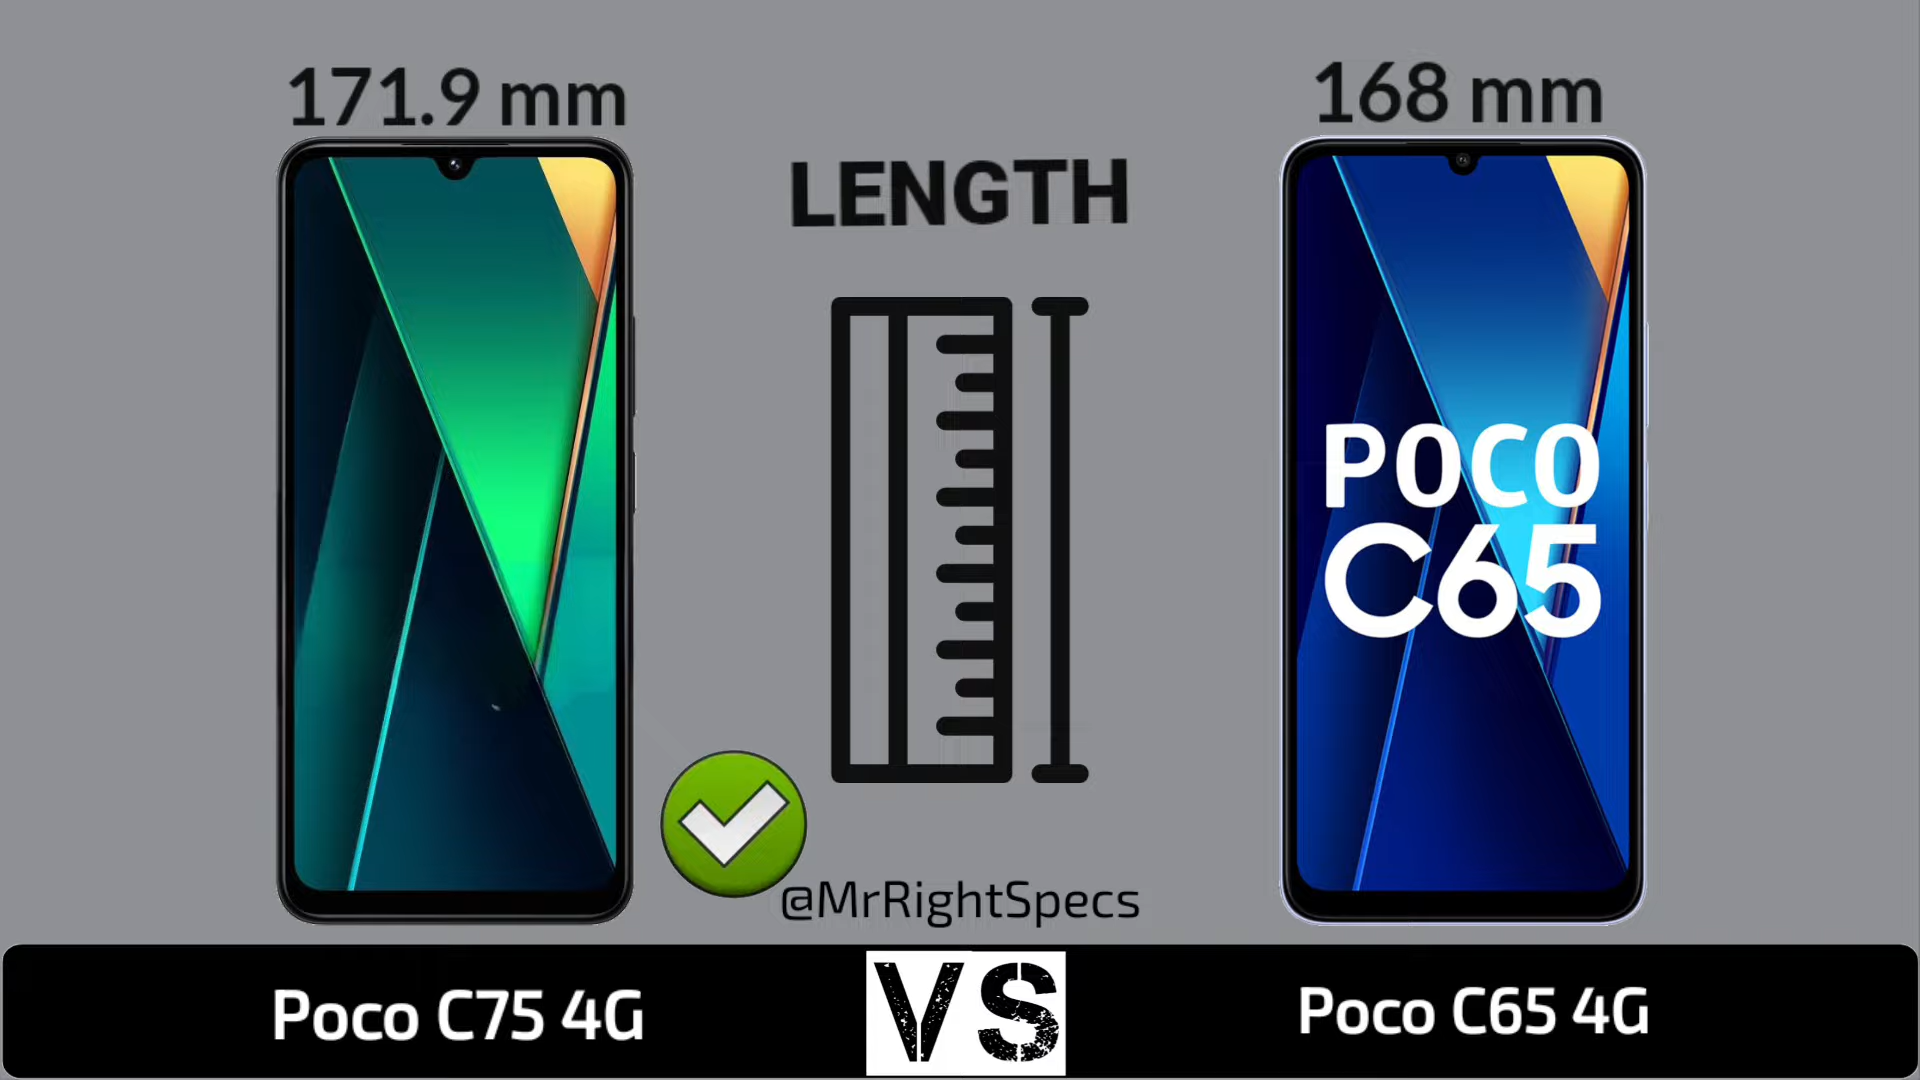 171.9 mm
168 mm
LENGTH
POCO
C65
@MrRightSpecs
Poco C75 4G
VS
Poco C65 4G